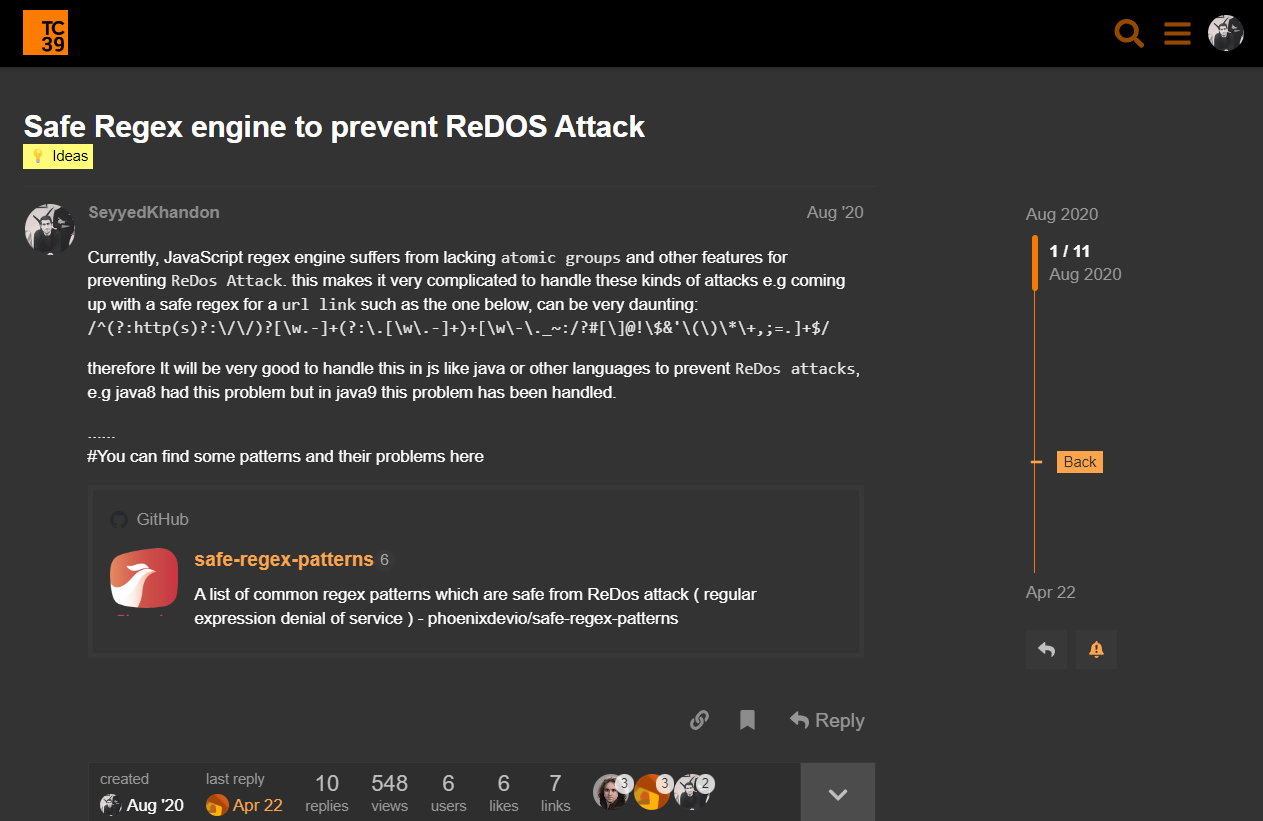 TC
39
Safe Regex engine to prevent ReDOS Attack
Ideas
SeyyedKhandon
Aug '20
Currently, JavaScript regex engine suffers from lacking atomic groups and other features for
preventing ReDos Attack. this makes it very complicated to handle these kinds of attacks e.g coming
up with a safe regex for a url link such as the one below, can be very daunting:
/^(?:http(s)?:\/\/)?[\w.-]+(?:\.[\w\.-]+)+[\w\-\._~:/?#[\]@!\$&'\(\)\*\+,;=.]+$/
therefore It will be very good to handle this in js like java or other languages to prevent ReDos attacks,
e.g java8 had this problem but in java9 this problem has been handled.
......
#You can find some patterns and their problems here
GitHub
safe-regex-patterns 6
A list of common regex patterns which are safe from ReDos attack ( regular
expression denial of service ) - phoenixdevio/safe-regex-patterns
Reply
created
Aug '20
last reply
Apr 22
10
replies
548
views
6
users
6
likes
7
links
3
3
2
Aug 2020
1 / 11
Aug 2020
Back
Apr 22